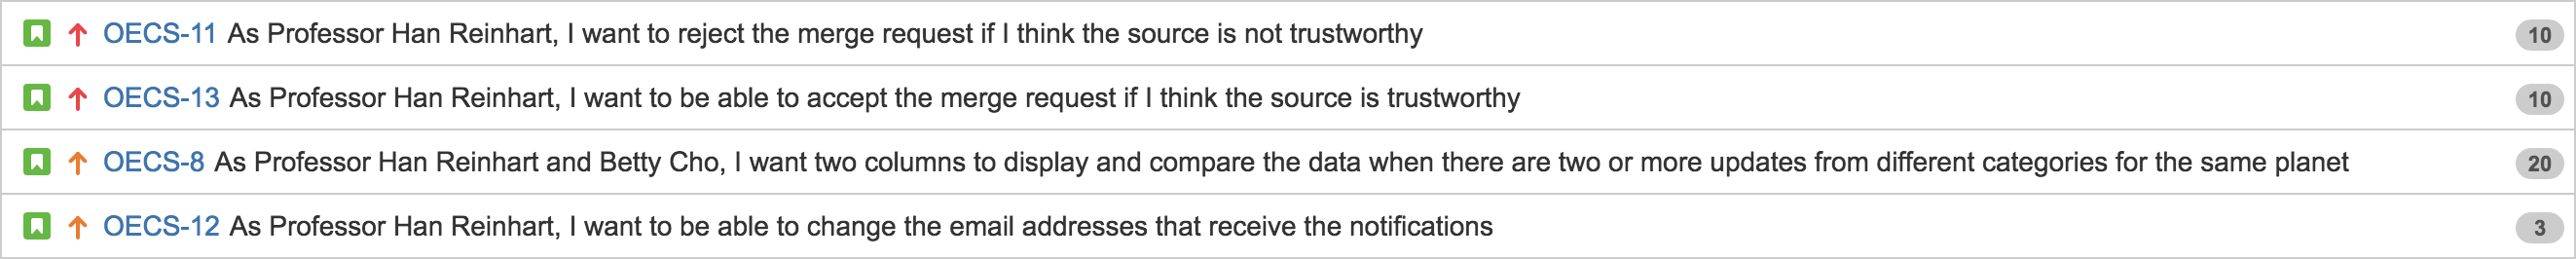 OECS-11 As Professor Han Reinhart, I want to reject the merge request if I think the source is not trustworthy 10
OECS-13 As Professor Han Reinhart, I want to be able to accept the merge request if I think the source is trustworthy 10
OECS-8 As Professor Han Reinhart and Betty Cho, I want two columns to display and compare the data when there are two or more updates from different categories for the same planet 20
OECS-12 As Professor Han Reinhart, I want to be able to change the email addresses that receive the notifications 3